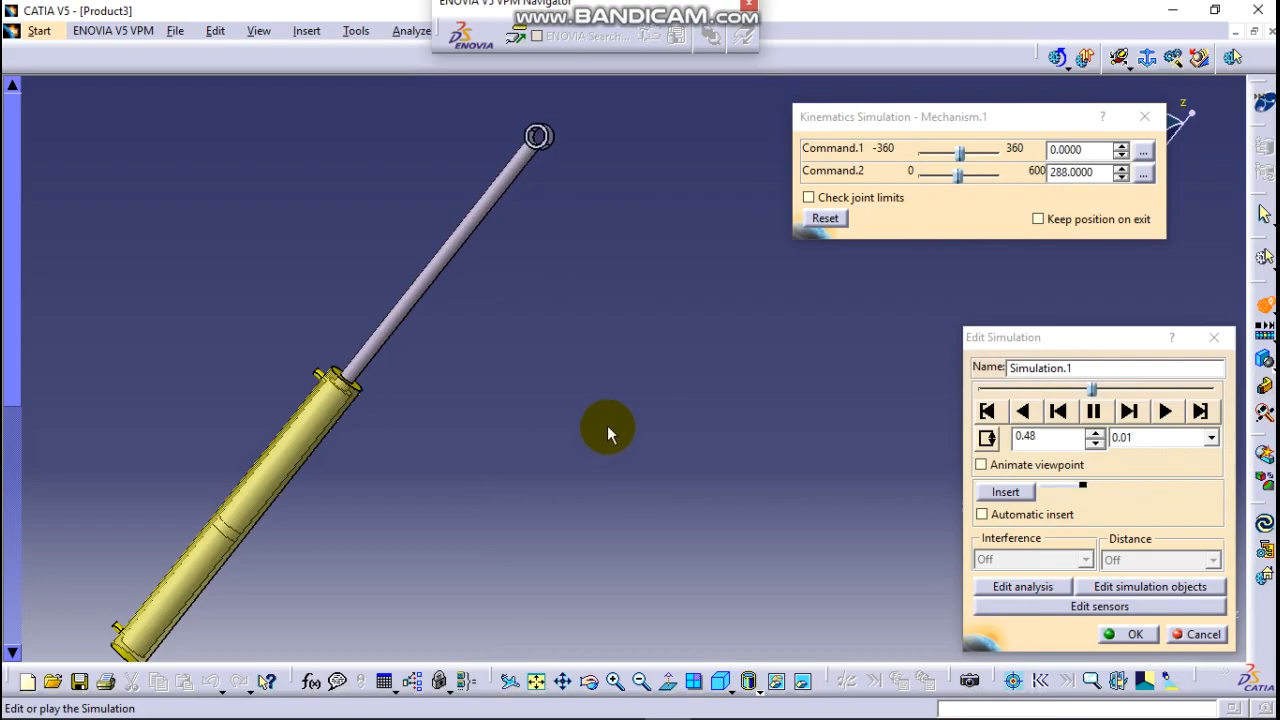 ENOVIA V5 VPM Navigator
www.BANDICAM.com
CATIA V5 - [Product3]
Start ENOVIA V5 VPM File Edit View Insert Tools Analyze
ENOVIA
ENOVIA Search...
z
Kinematics Simulation - Mechanism.1 ?
Command.1 -360 360 0.0000 ...
Command.2 0 600 288.0000 ...
Check joint limits
Reset Keep position on exit
Edit Simulation ?
Name: Simulation.1
0.48 0.01
Animate viewpoint
Insert
Automatic insert
Interference Distance
Off Off
Edit analysis Edit simulation objects
Edit sensors
OK Cancel
f(x)
CATIA
Edit or play the Simulation